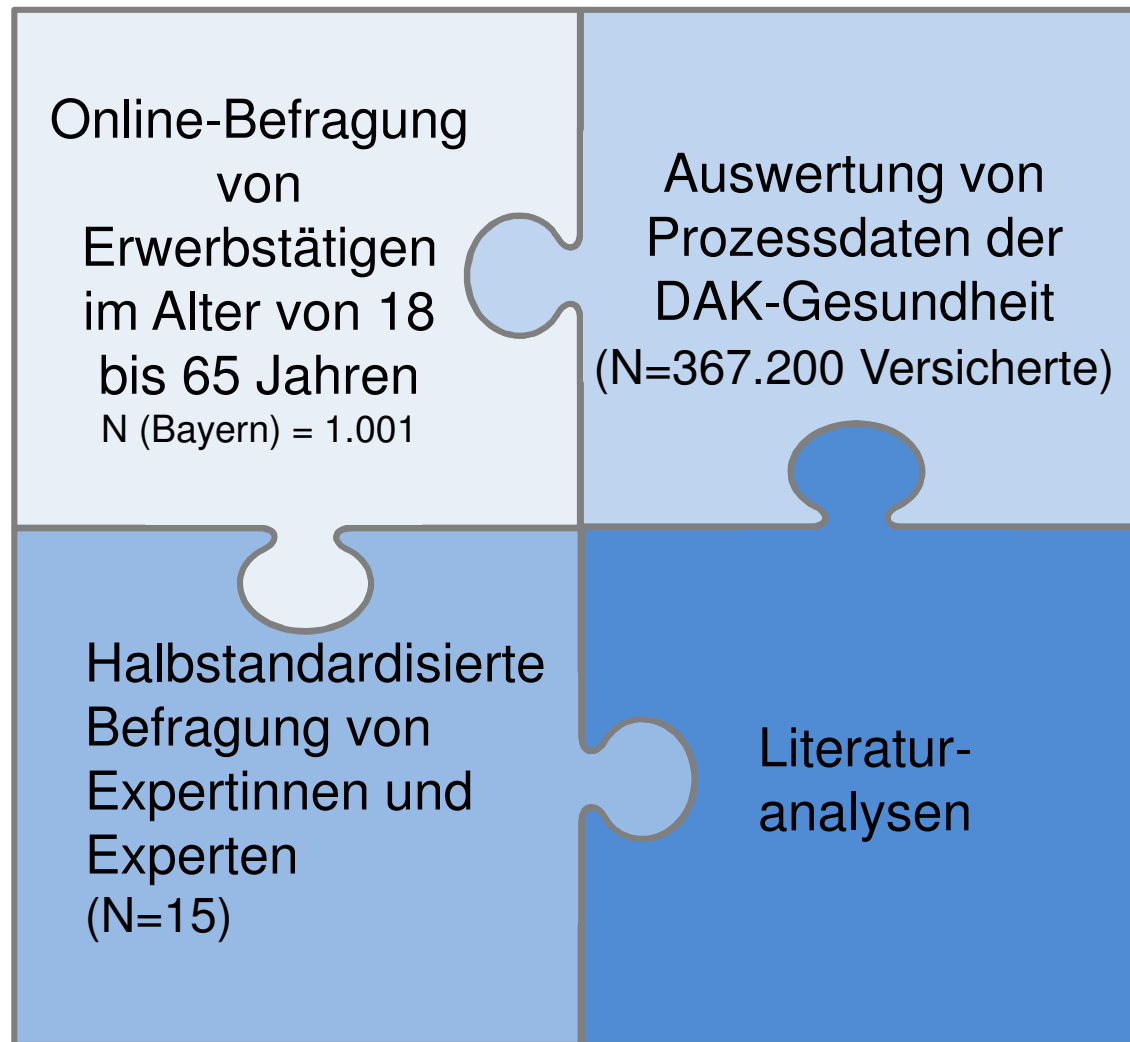 Online-Befragung
von
Erwerbstätigen
im Alter von 18
bis 65 Jahren
N (Bayern) = 1.001
Auswertung von
Prozessdaten der
DAK-Gesundheit
(N=367.200 Versicherte)
Halbstandardisierte
Befragung von
Expertinnen und
Experten
(N=15)
Literatur-
analysen